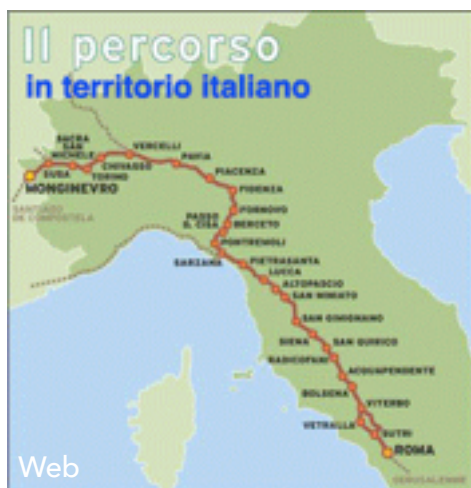 Il percorso
in territorio italiano
SACRA
SAN
MICHELE
VERCELLI
CHIVASSO
PAVIA
SUSA
TORINO
PIACENZA
MONGINEVRO
FIDENZA
SANTIAGO
DE COMPOSTELA
FORNOVO
PASSO
D. CISA
BERCETO
PONTREMOLI
SARZANA
PIETRASANTA
LUCCA
ALTOPASCIO
SAN MINIATO
SAN GIMIGNANO
SIENA
SAN QUIRICO
RADICOFANI
ACQUAPENDENTE
BOLSENA
VITERBO
VETRALLA
SUTRI
ROMA
Web
GERUSALEMME